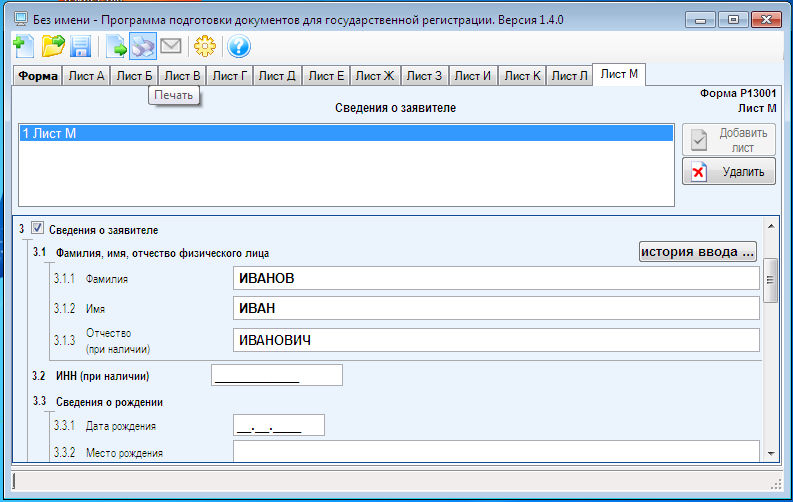 Без имени - Программа подготовки документов для государственной регистрации. Версия 1.4.0
Форма Лист А Лист Б Лист В Лист Г Лист Д Лист Е Лист Ж Лист З Лист И Лист К Лист Л Лист М
Печать
Форма Р13001
Сведения о заявителе
Лист М
1 Лист М
Добавить
лист
Удалить
3 Сведения о заявителе
3.1 Фамилия, имя, отчество физического лица
история ввода ...
3.1.1 Фамилия ИВАНОВ
3.1.2 Имя ИВАН
3.1.3 Отчество
(при наличии) ИВАНОВИЧ
3.2 ИНН (при наличии) ____________
3.3 Сведения о рождении
3.3.1 Дата рождения __.__.____
3.3.2 Место рождения